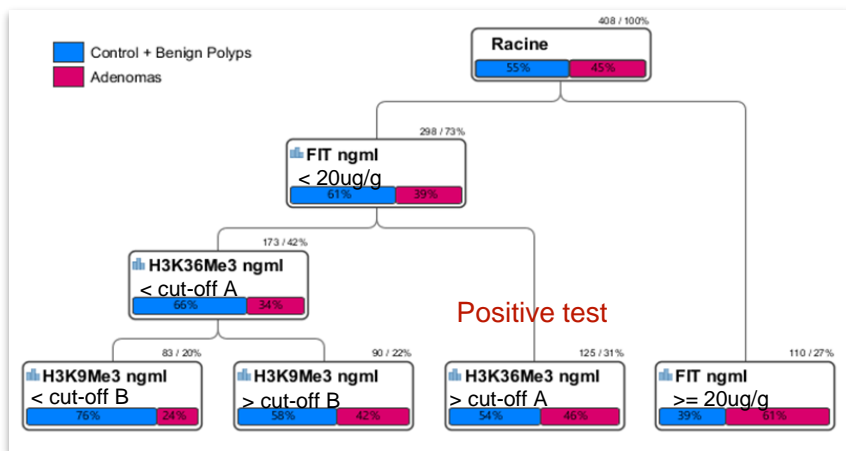 408 / 100%
Racine
55% 45%
Control + Benign Polyps
Adenomas
298 / 73%
FIT ngml
< 20ug/g
61% 39%
173 / 42%
H3K36Me3 ngml
< cut-off A
66% 34%
Positive test
83 / 20%
H3K9Me3 ngml
< cut-off B
76% 24%
90 / 22%
H3K9Me3 ngml
> cut-off B
58% 42%
125 / 31%
H3K36Me3 ngml
> cut-off A
54% 46%
110 / 27%
FIT ngml
>= 20ug/g
39% 61%